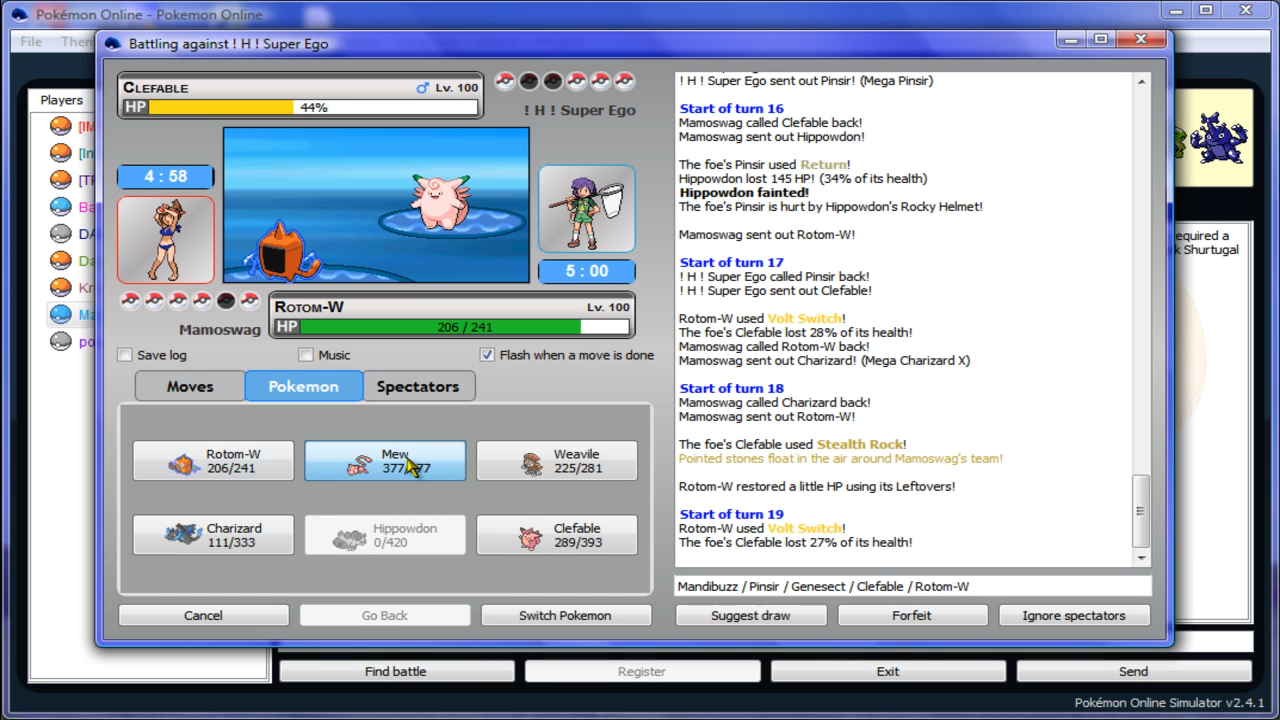 Pokémon Online - Pokemon Online
File
Battling against ! H ! Super Ego
Players
CLEFABLE ♂ Lv. 100
HP 44%
! H ! Super Ego
4 : 58
5 : 00
ROTOM-W Lv. 100
HP 206 / 241
Mamoswag
Save log
Music
Flash when a move is done
Moves
Pokemon
Spectators
Rotom-W
206/241
Mew
Weavile
225/281
Charizard
111/333
Hippowdon
0/420
Clefable
289/393
Cancel
Go Back
Switch Pokemon
! H ! Super Ego sent out Pinsir! (Mega Pinsir)
Start of turn 16
Mamoswag called Clefable back!
Mamoswag sent out Hippowdon!
The foe's Pinsir used Return!
Hippowdon lost 145 HP! (34% of its health)
Hippowdon fainted!
The foe's Pinsir is hurt by Hippowdon's Rocky Helmet!
Mamoswag sent out Rotom-W!
Start of turn 17
! H ! Super Ego called Pinsir back!
! H ! Super Ego sent out Clefable!
Rotom-W used Volt Switch!
The foe's Clefable lost 28% of its health!
Mamoswag called Rotom-W back!
Mamoswag sent out Charizard! (Mega Charizard X)
Start of turn 18
Mamoswag called Charizard back!
Mamoswag sent out Rotom-W!
The foe's Clefable used Stealth Rock!
Pointed stones float in the air around Mamoswag's team!
Rotom-W restored a little HP using its Leftovers!
Start of turn 19
Rotom-W used Volt Switch!
The foe's Clefable lost 27% of its health!
Mandibuzz / Pinsir / Genesect / Clefable / Rotom-W
Suggest draw
Forfeit
Ignore spectators
equired a
k Shurtugal
Find battle
Register
Exit
Send
Pokémon Online Simulator v2.4.1